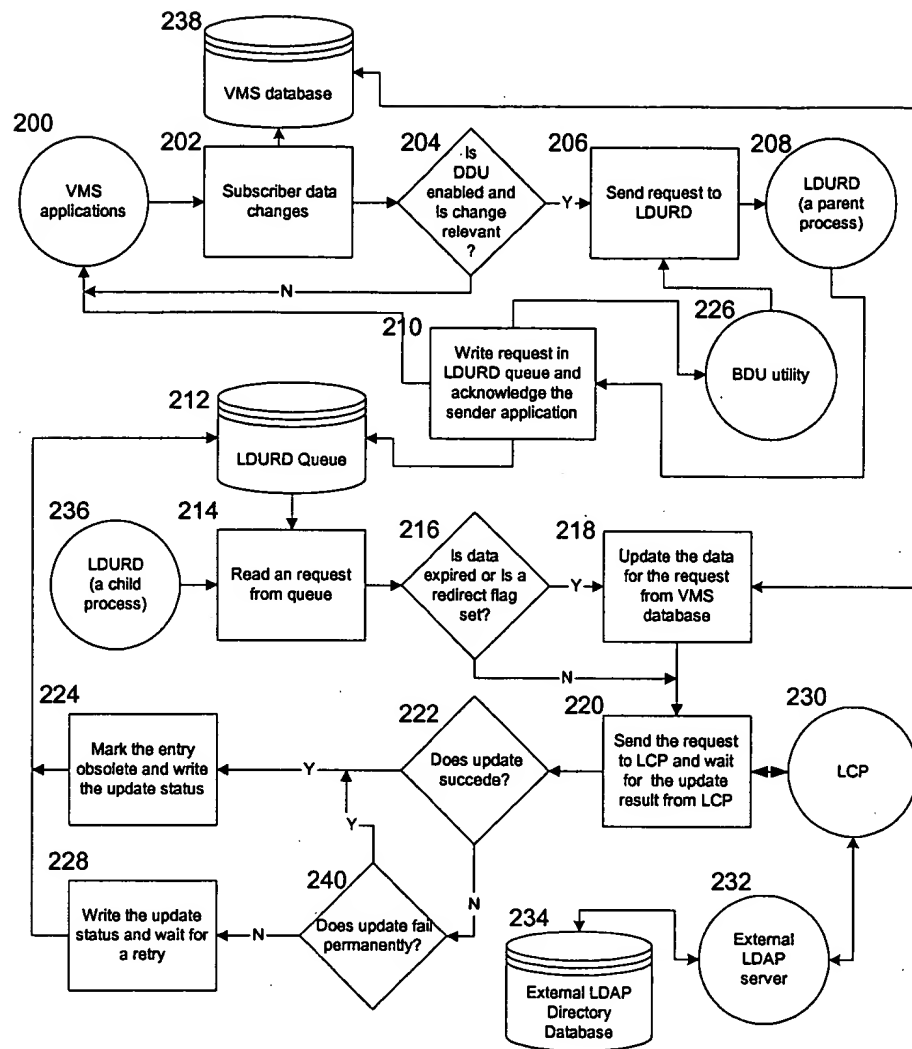 238
VMS database
200
VMS
applications
202
Subscriber data
changes
204
Is
DDU
enabled and
Is change
relevant
?
Y
206
Send request to
LDURD
208
LDURD
(a parent
process)
N
210
Write request in
LDURD queue and
acknowledge the
sender application
226
BDU utility
212
LDURD Queue
236
LDURD
(a child
process)
214
Read an request
from queue
216
Is data
expired or Is a
redirect flag
set?
Y
218
Update the data
for the request
from VMS
database
N
224
Mark the entry
obsolete and write
the update status
Y
222
Does update
succede?
220
Send the request
to LCP and wait
for the update
result from LCP
230
LCP
Y
N
228
Write the update
status and wait for
a retry
N
240
Does update fail
permanently?
234
External LDAP
Directory
Database
232
External
LDAP
server